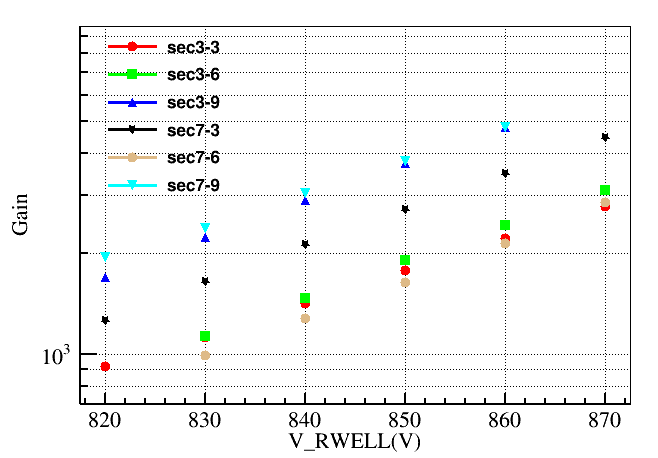 sec3-3
sec3-6
sec3-9
sec7-3
sec7-6
sec7-9
Gain
10³
820 830 840 850 860 870
V_RWELL(V)